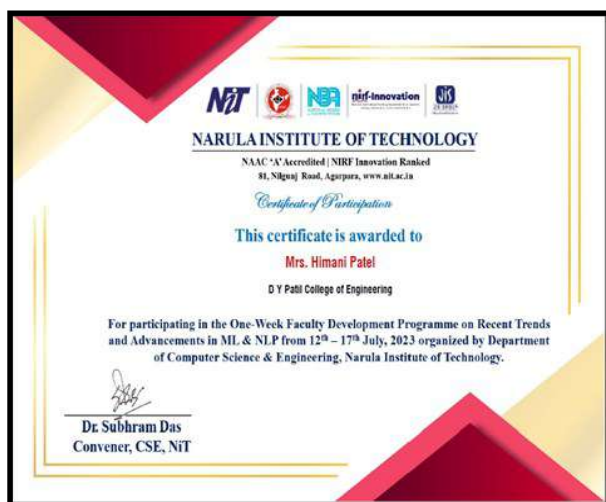 NiT NBA nirf-Innovation JIS
NARULA INSTITUTE OF TECHNOLOGY
NAAC ‘A’ Accredited | NIRF Innovation Ranked
81, Nilgunj Road, Agarpara, www.nit.ac.in
Certificate of Participation
This certificate is awarded to
Mrs. Himani Patel
D Y Patil College of Engineering
For participating in the One-Week Faculty Development Programme on Recent Trends
and Advancements in ML & NLP from 12th – 17th July, 2023 organized by Department
of Computer Science & Engineering, Narula Institute of Technology.
Dr. Subhram Das
Convener, CSE, NiT